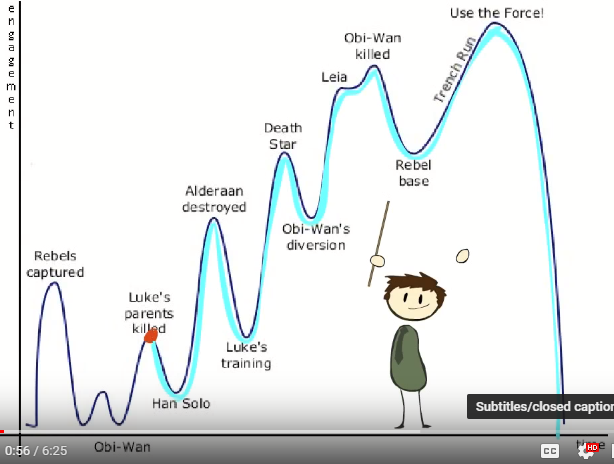 engagement
Use the Force!
Obi-Wan
killed
Trench Run
Leia
Death
Star
Rebel
base
Alderaan
destroyed
Obi-Wan's
diversion
Rebels
captured
Luke's
parents
killed
Luke's
training
Han Solo
Subtitles/closed caption
0:56 / 6:25
Obi-Wan
CC
HD
time